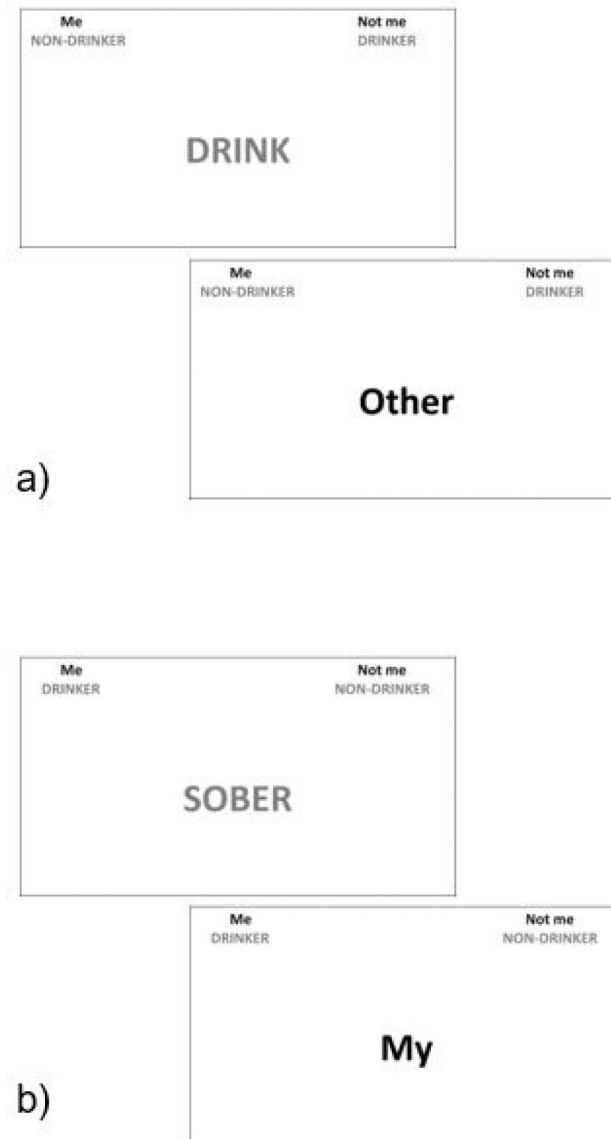 Me Not me
NON-DRINKER DRINKER
DRINK
Me Not me
NON-DRINKER DRINKER
Other
a)
Me Not me
DRINKER NON-DRINKER
SOBER
Me Not me
DRINKER NON-DRINKER
My
b)